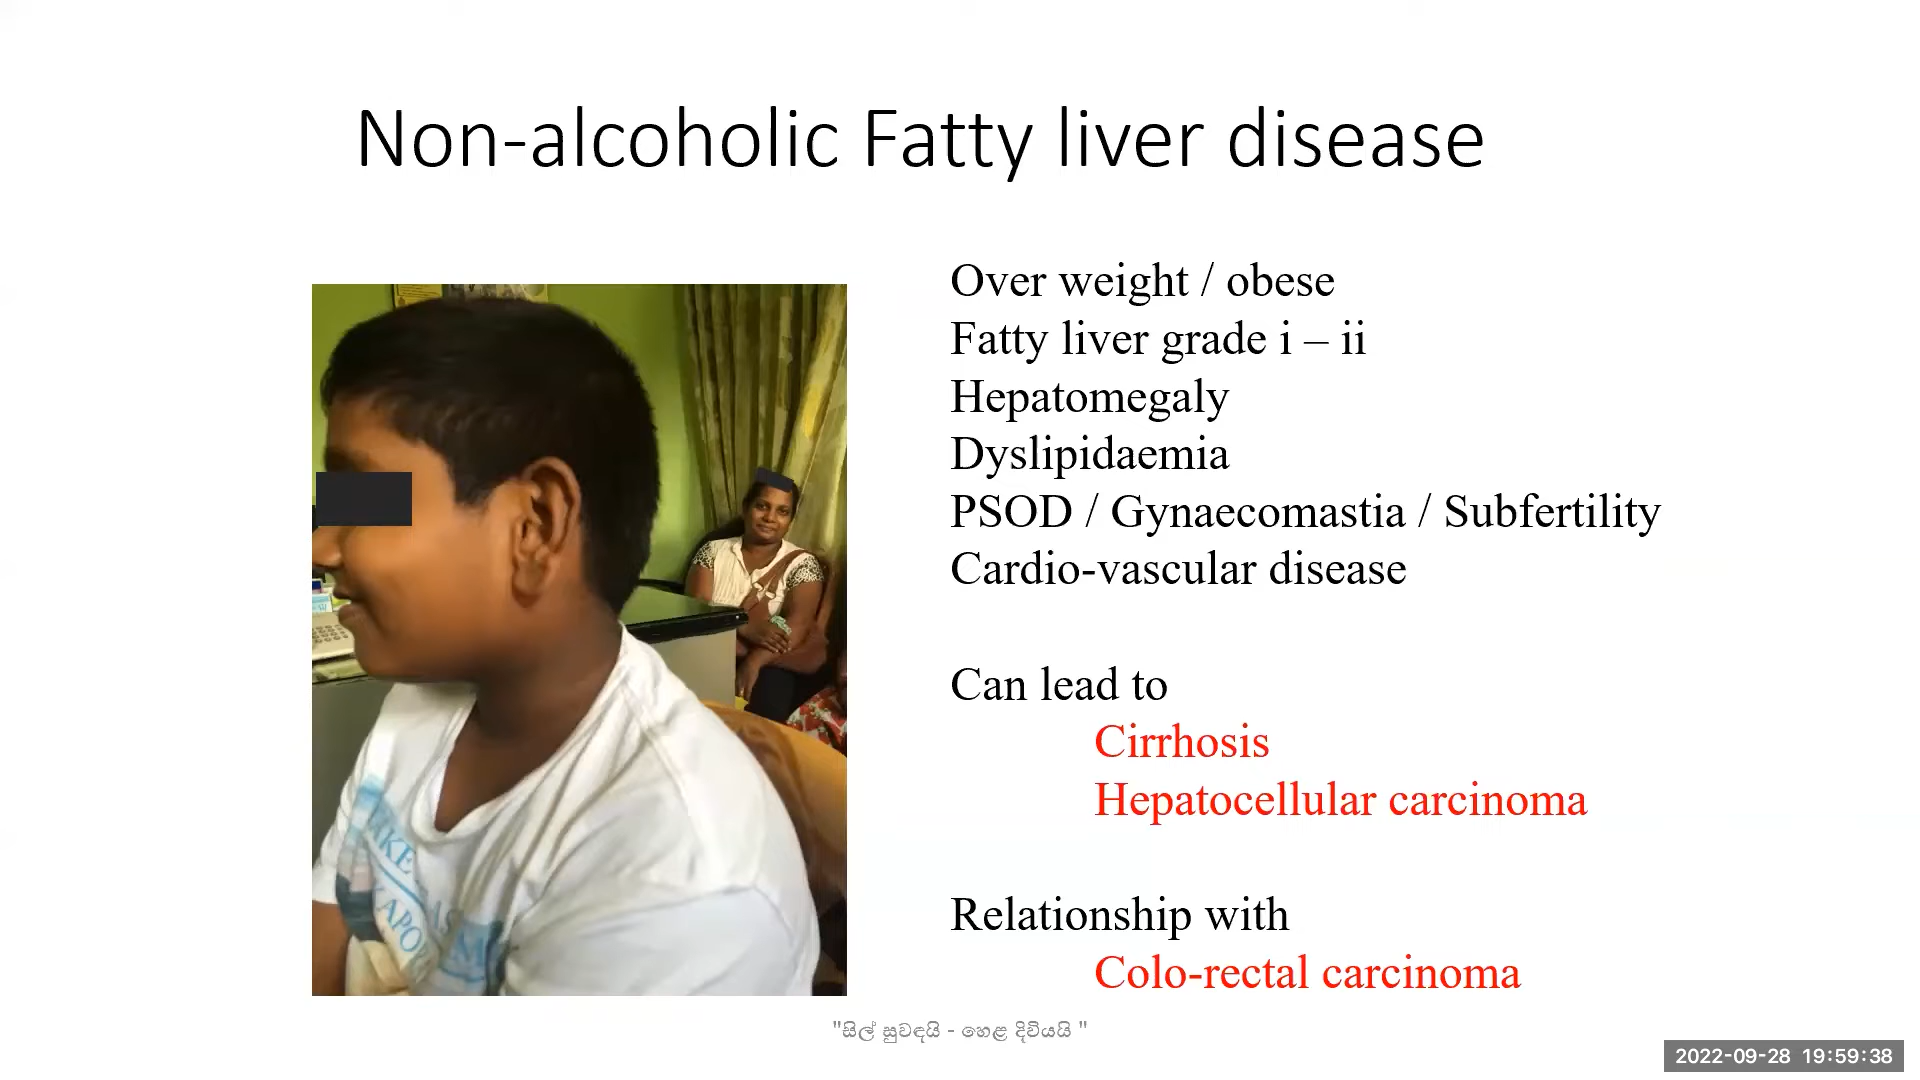 Non-alcoholic Fatty liver disease
Over weight / obese
Fatty liver grade i – ii
Hepatomegaly
Dyslipidaemia
PSOD / Gynaecomastia / Subfertility
Cardio-vascular disease
Can lead to
Cirrhosis
Hepatocellular carcinoma
Relationship with
Colo-rectal carcinoma
"සිල් සුවඳයි - හෙළ දිවියයි "
2022-09-28 19:59:38